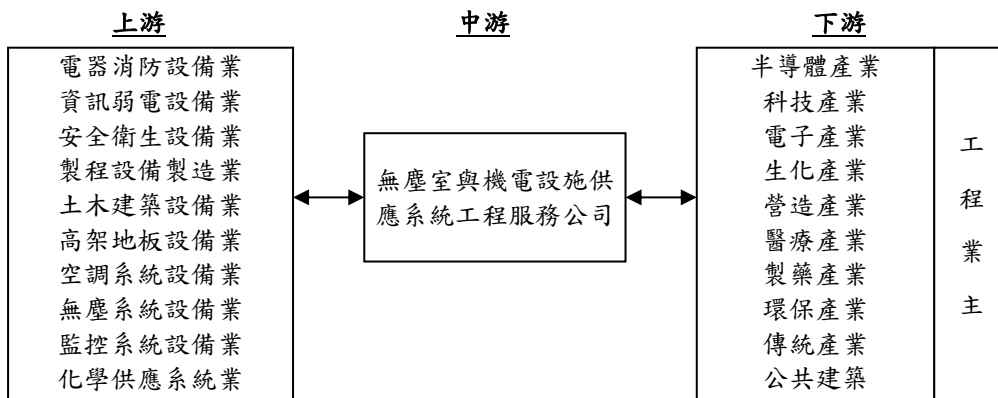 上游
中游
下游
電器消防設備業
資訊弱電設備業
安全衛生設備業
製程設備製造業
土木建築設備業
高架地板設備業
空調系統設備業
無塵系統設備業
監控系統設備業
化學供應系統業
無塵室與機電設施供
應系統工程服務公司
半導體產業
科技產業
電子產業
生化產業
營造產業
醫療產業
製藥產業
環保產業
傳統產業
公共建築
工程業主